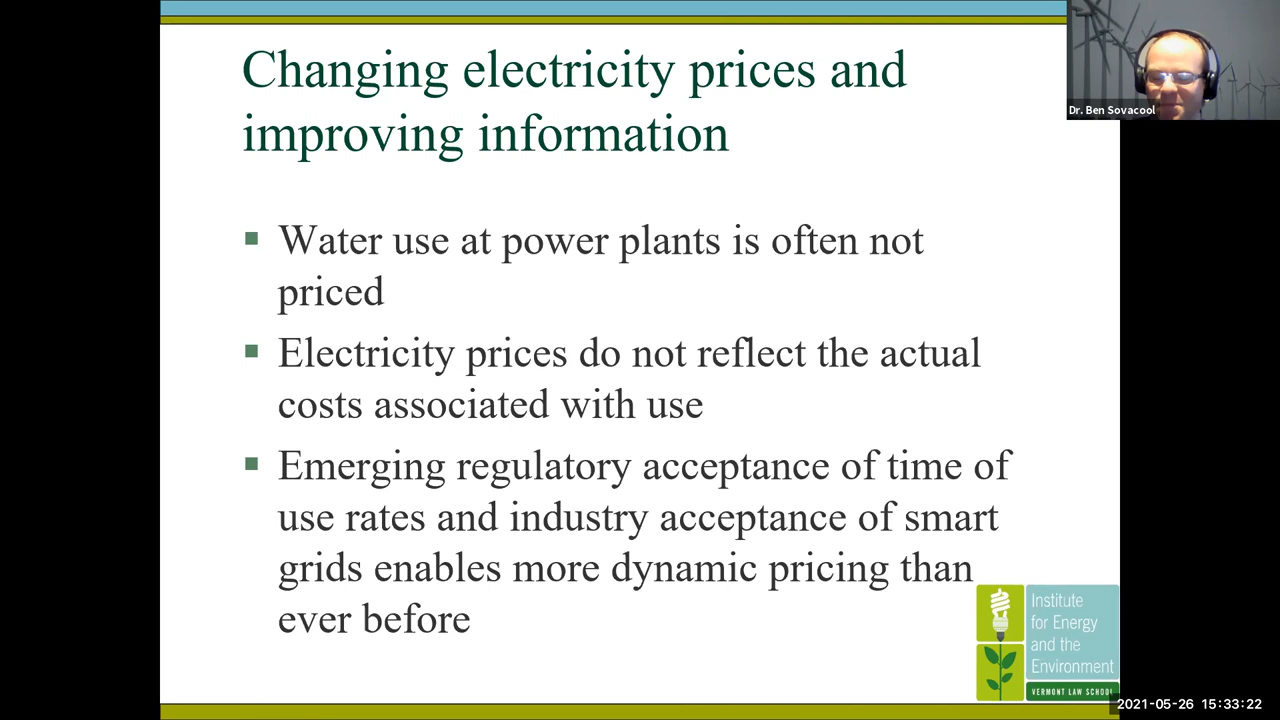 Changing electricity prices and
improving information
Dr. Ben Sovacool
▪ Water use at power plants is often not
priced
▪ Electricity prices do not reflect the actual
costs associated with use
▪ Emerging regulatory acceptance of time of
use rates and industry acceptance of smart
grids enables more dynamic pricing than
ever before
Institute
for Energy
and the
Environment
VERMONT LAW SCHOOL
2021-05-26 15:33:22